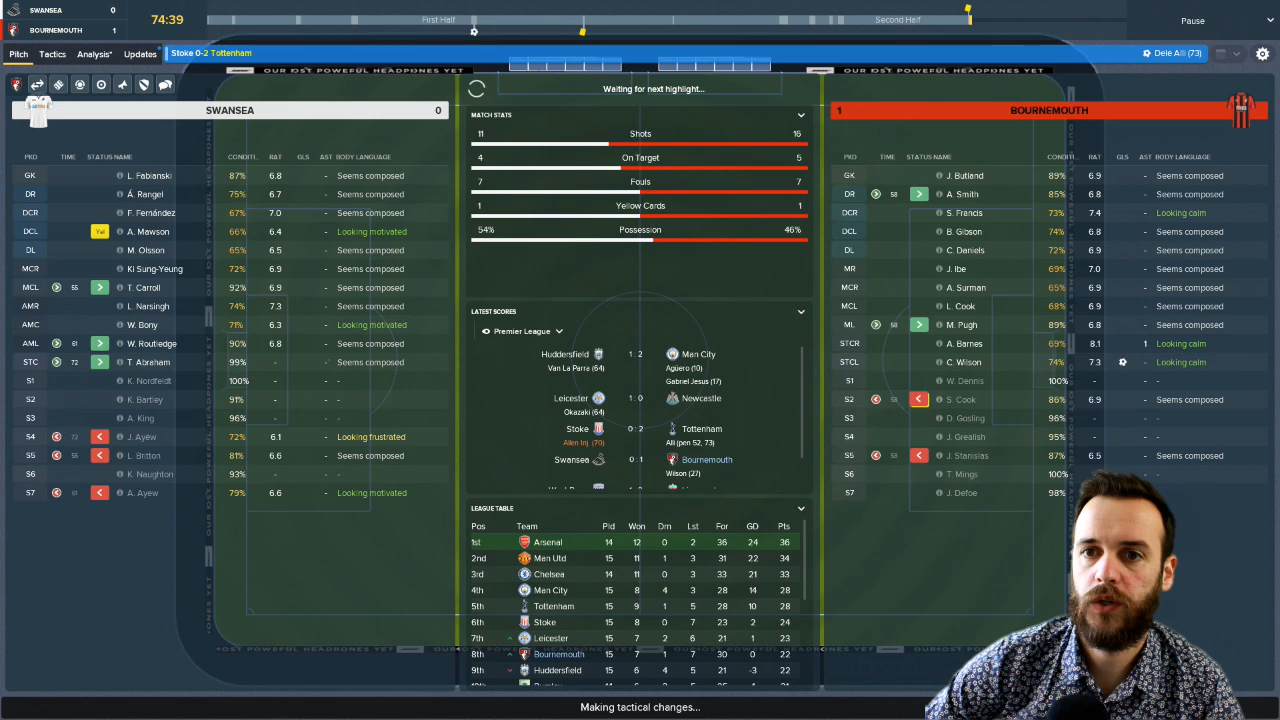 SWANSEA 0
BOURNEMOUTH 1
74:39
First Half
Second Half
Pause
Pitch Tactics Analysis* Updates
Stoke 0-2 Tottenham
Dele Alli (73)
SWANSEA 0
PKD TIME STATUS NAME CONDITI... RAT GLS AST BODY LANGUAGE
GK L. Fabianski 87% 6.8 - Seems composed
DR Á. Rangel 75% 6.7 - Seems composed
DCR F. Fernández 67% 7.0 - Seems composed
DCL Yel A. Mawson 66% 6.4 - Looking motivated
DL M. Olsson 65% 6.5 - Seems composed
MCR Ki Sung-Yeung 72% 6.9 - Seems composed
MCL 55 T. Carroll 92% 6.9 - Seems composed
AMR L. Narsingh 74% 7.3 - Seems composed
AMC W. Bony 71% 6.3 - Looking motivated
AML 61 W. Routledge 90% 6.8 - Seems composed
STC 72 T. Abraham 99% - - Seems composed
S1 K. Nordfeldt 100% - - -
S2 K. Bartley 91% - - -
S3 A. King 96% - - -
S4 72 J. Ayew 72% 6.1 - Looking frustrated
S5 55 L. Britton 81% 6.6 - Seems composed
S6 K. Naughton 93% - - -
S7 61 A. Ayew 79% 6.6 - Looking motivated
Waiting for next highlight...
MATCH STATS
11 Shots 16
4 On Target 5
7 Fouls 7
1 Yellow Cards 1
54% Possession 46%
LATEST SCORES
Premier League
Huddersfield 1 : 2 Man City
Van La Parra (64) Agüero (10)
Gabriel Jesus (17)
Leicester 1 : 0 Newcastle
Okazaki (64)
Stoke 0 : 2 Tottenham
Allen Inj. (70) Alli (pen 52, 73)
Swansea 0 : 1 Bournemouth
Wilson (27)
LEAGUE TABLE
Pos Team Pld Won Drn Lst For GD Pts
1st Arsenal 14 12 0 2 36 24 36
2nd Man Utd 15 11 1 3 31 22 34
3rd Chelsea 14 11 0 3 33 21 33
4th Man City 15 8 4 3 28 14 28
5th Tottenham 15 9 1 5 28 10 28
6th Stoke 15 8 0 7 23 2 24
7th Leicester 15 7 2 6 21 1 23
8th Bournemouth 15 7 1 7 30 0 22
9th Huddersfield 15 6 4 5 21 -3 22
1 BOURNEMOUTH
PKD TIME STATUS NAME CONDITI... RAT GLS AST BODY LANGUAGE
GK J. Butland 89% 6.9 - Seems composed
DR 58 A. Smith 85% 6.8 - Seems composed
DCR S. Francis 73% 7.4 - Looking calm
DCL B. Gibson 74% 6.8 - Seems composed
DL C. Daniels 72% 6.9 - Seems composed
MR J. Ibe 69% 7.0 - Seems composed
MCR A. Surman 65% 6.9 - Seems composed
MCL L. Cook 68% 6.9 - Seems composed
ML 58 M. Pugh 89% 6.8 - Seems composed
STCR A. Barnes 69% 8.1 1 Looking calm
STCL C. Wilson 74% 7.3 - Looking calm
S1 W. Dennis 100% - - -
S2 58 S. Cook 86% 6.9 - Seems composed
S3 D. Gosling 96% - - -
S4 J. Grealish 95% - - -
S5 58 J. Stanislas 87% 6.5 - Seems composed
S6 T. Mings 100% - - -
S7 J. Defoe 98% - - -
Making tactical changes...